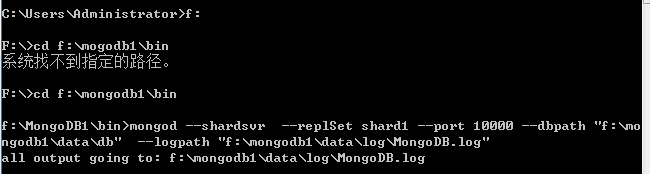 C:\Users\Administrator>f:
F:\>cd f:\mogodb1\bin
系统找不到指定的路径。
F:\>cd f:\mongodb1\bin
f:\MongoDB1\bin>mongod --shardsvr  --replSet shard1 --port 10000 --dbpath "f:\mo
ngodb1\data\db"  --logpath "f:\mongodb1\data\log\MongoDB.log"
all output going to: f:\mongodb1\data\log\MongoDB.log